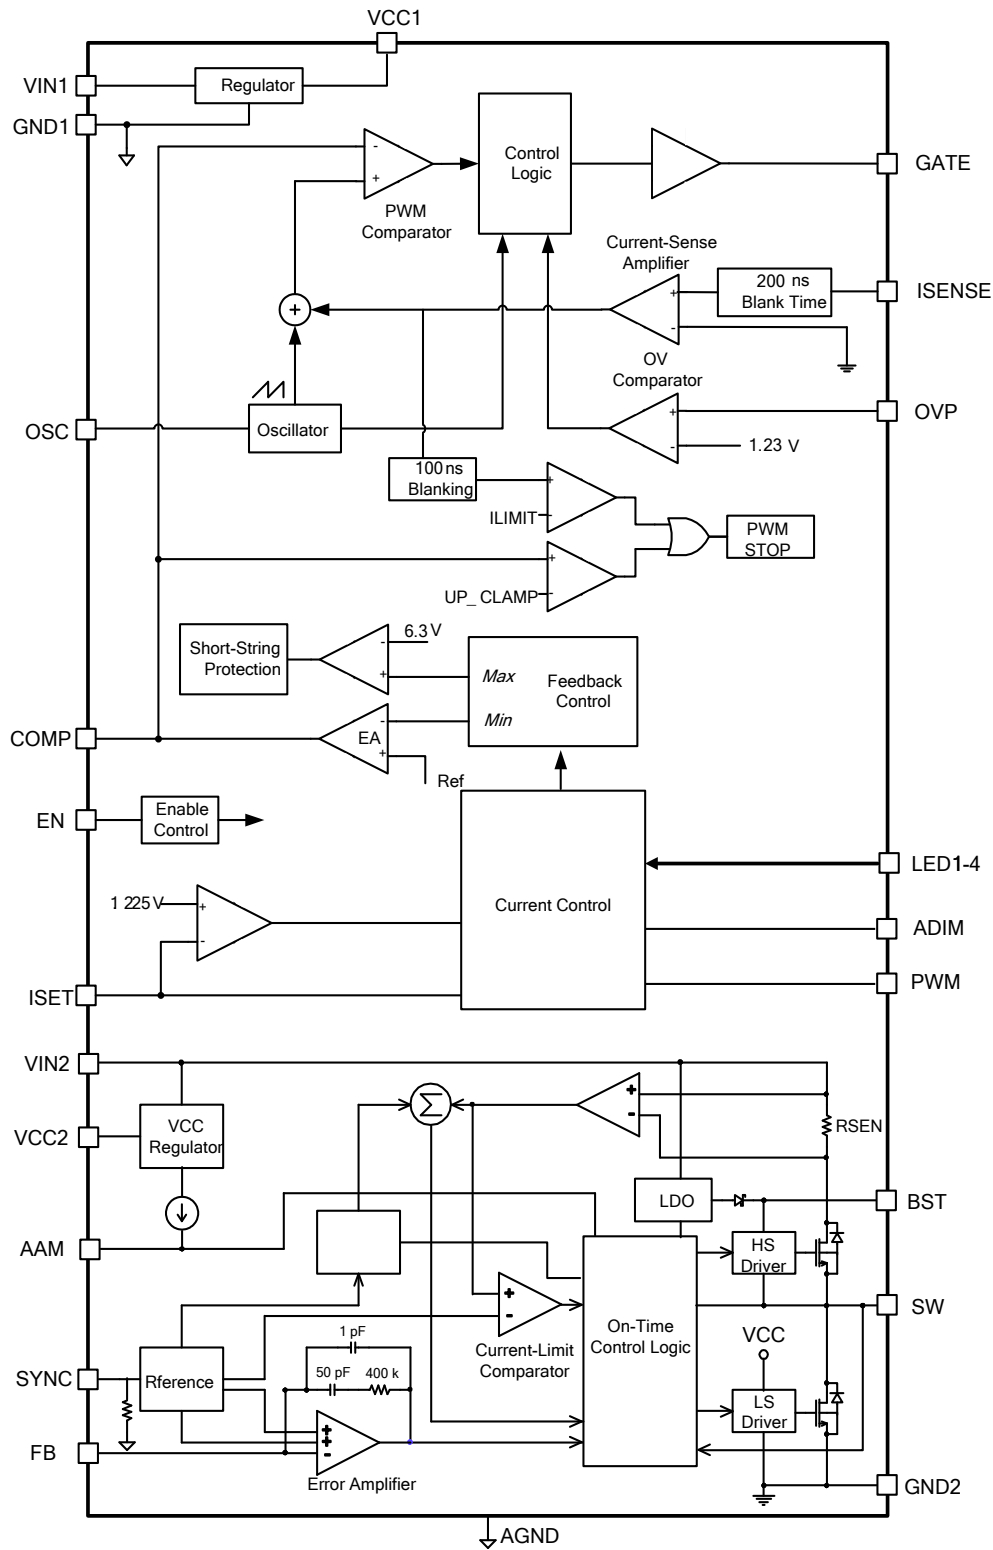 VCC1
VIN1
Regulator
GND1
-
+
PWM
Comparator
Control
Logic
GATE
Current-Sense
Amplifier
+
-
200 ns
Blank Time
ISENSE
+
OV
Comparator
+
-
OVP
1.23 V
OSC
Oscillator
100ns
Blanking
+
-
ILIMIT
+
-
UP_ CLAMP
PWM
STOP
Short-String
Protection
6.3 V
-
+
Max
Min
Feedback
Control
COMP
EA
-
+
Ref
EN
Enable
Control
LED1-4
1 225V
+
-
Current Control
ADIM
PWM
ISET
VIN2
Σ
+
-
RSEN
VCC2
VCC
Regulator
LDO
BST
AAM
HS
Driver
+
-
SW
Current-Limit
Comparator
On-Time
Control Logic
VCC
1 pF
50 pF
400 k
SYNC
Rference
LS
Driver
+
+
-
FB
Error Amplifier
GND2
AGND